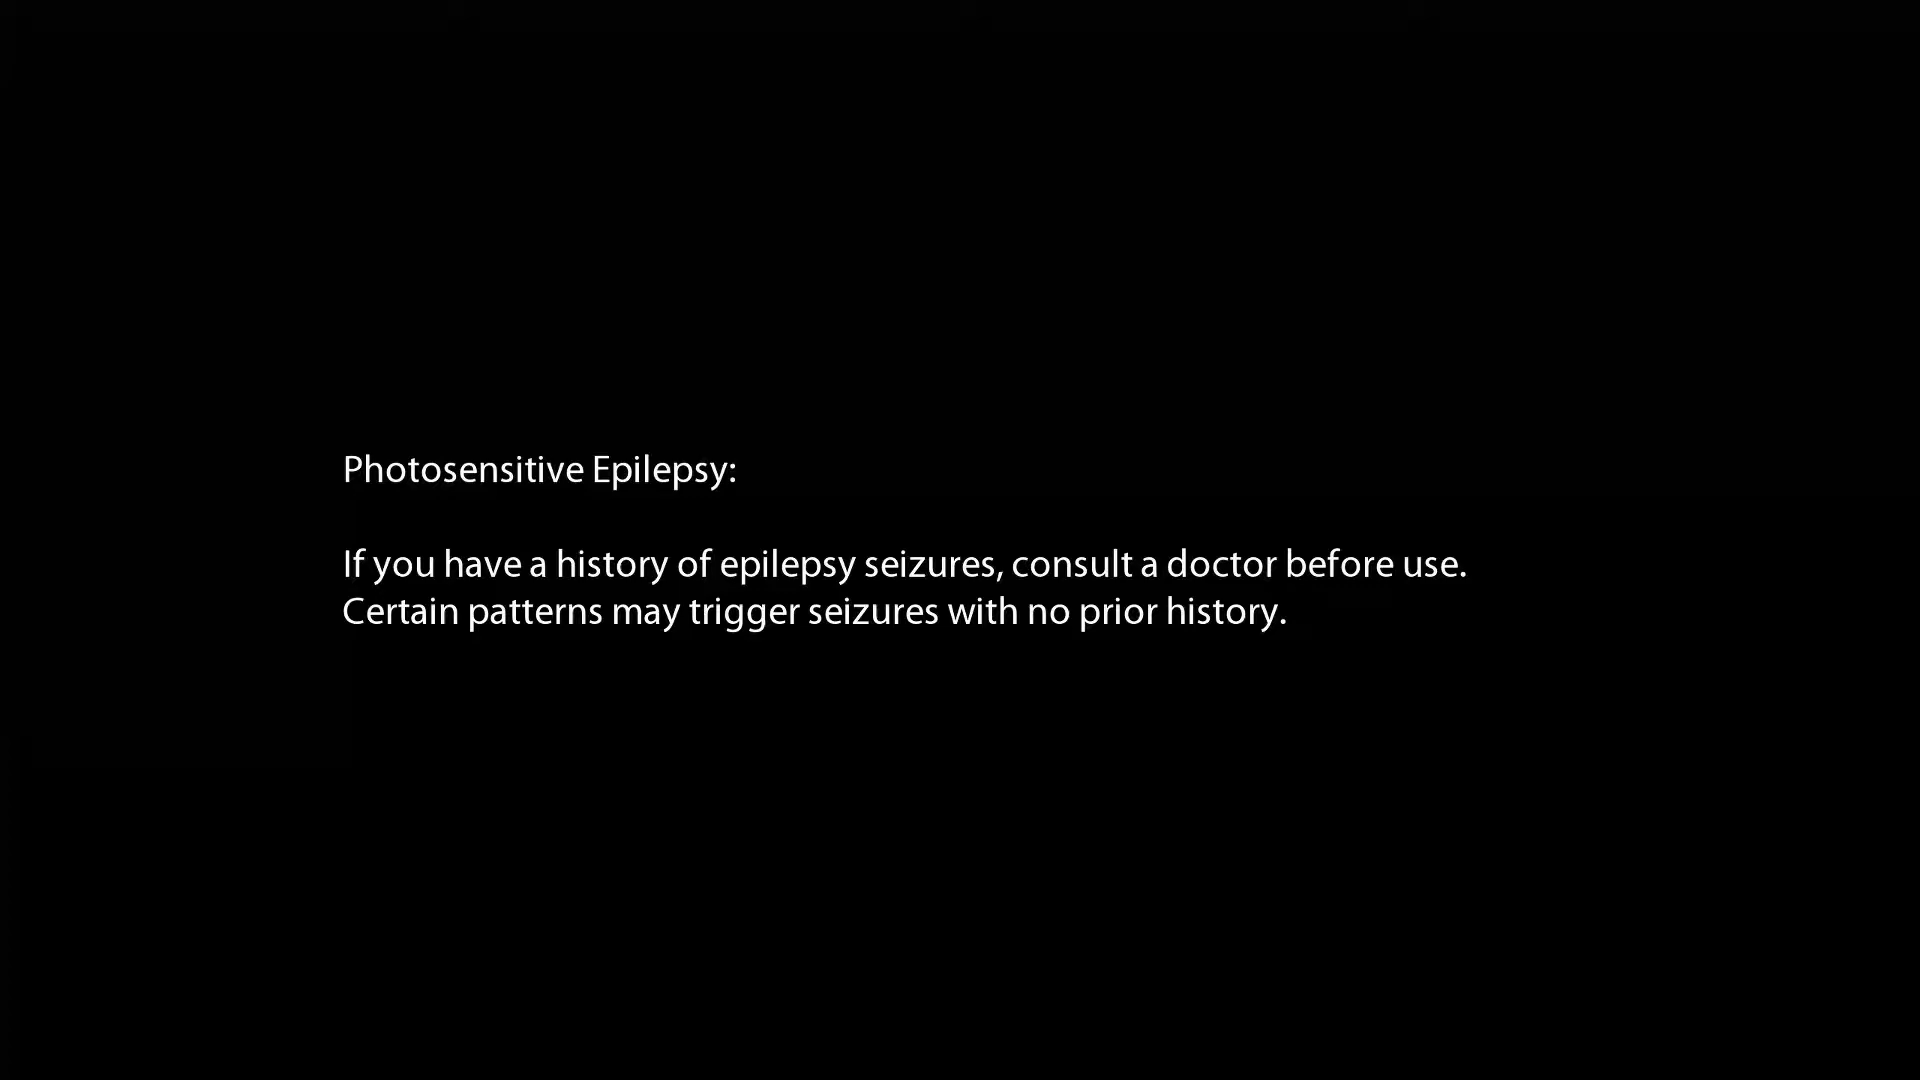 Photosensitive Epilepsy:
If you have a history of epilepsy seizures, consult a doctor before use.
Certain patterns may trigger seizures with no prior history.